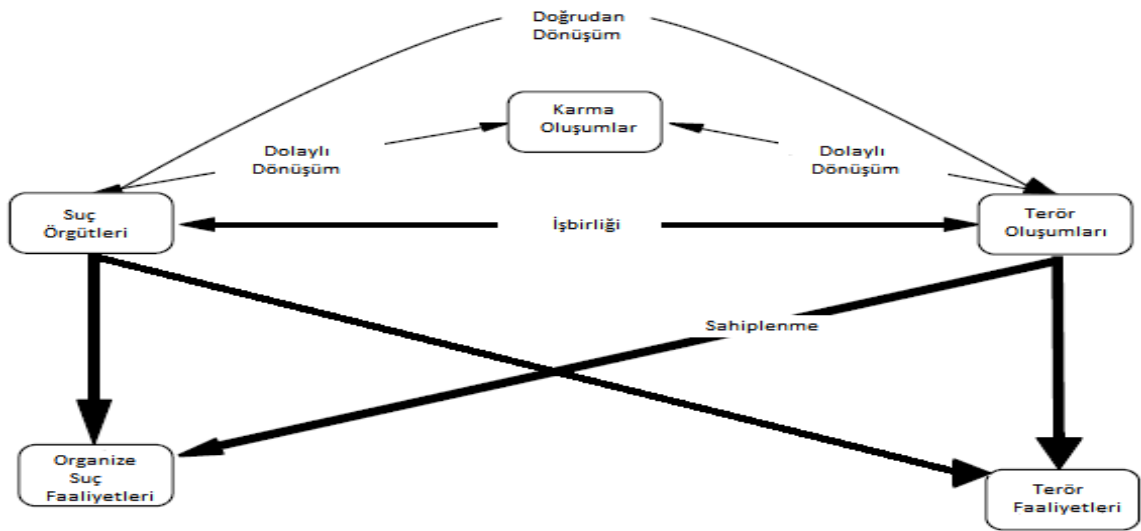 Doğrudan
Dönüşüm
Karma
Oluşumlar
Dolaylı
Dönüşüm
Dolaylı
Dönüşüm
Suç
Örgütleri
İşbirliği
Terör
Oluşumları
Sahiplenme
Organize
Suç
Faaliyetleri
Terör
Faaliyetleri